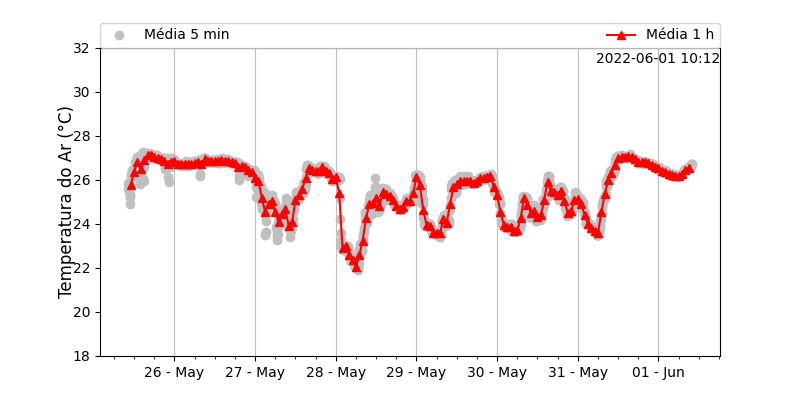 Média 5 min
Média 1 h
2022-06-01 10:12
Temperatura do Ar (°C)
32
30
28
26
24
22
20
18
26 - May
27 - May
28 - May
29 - May
30 - May
31 - May
01 - Jun